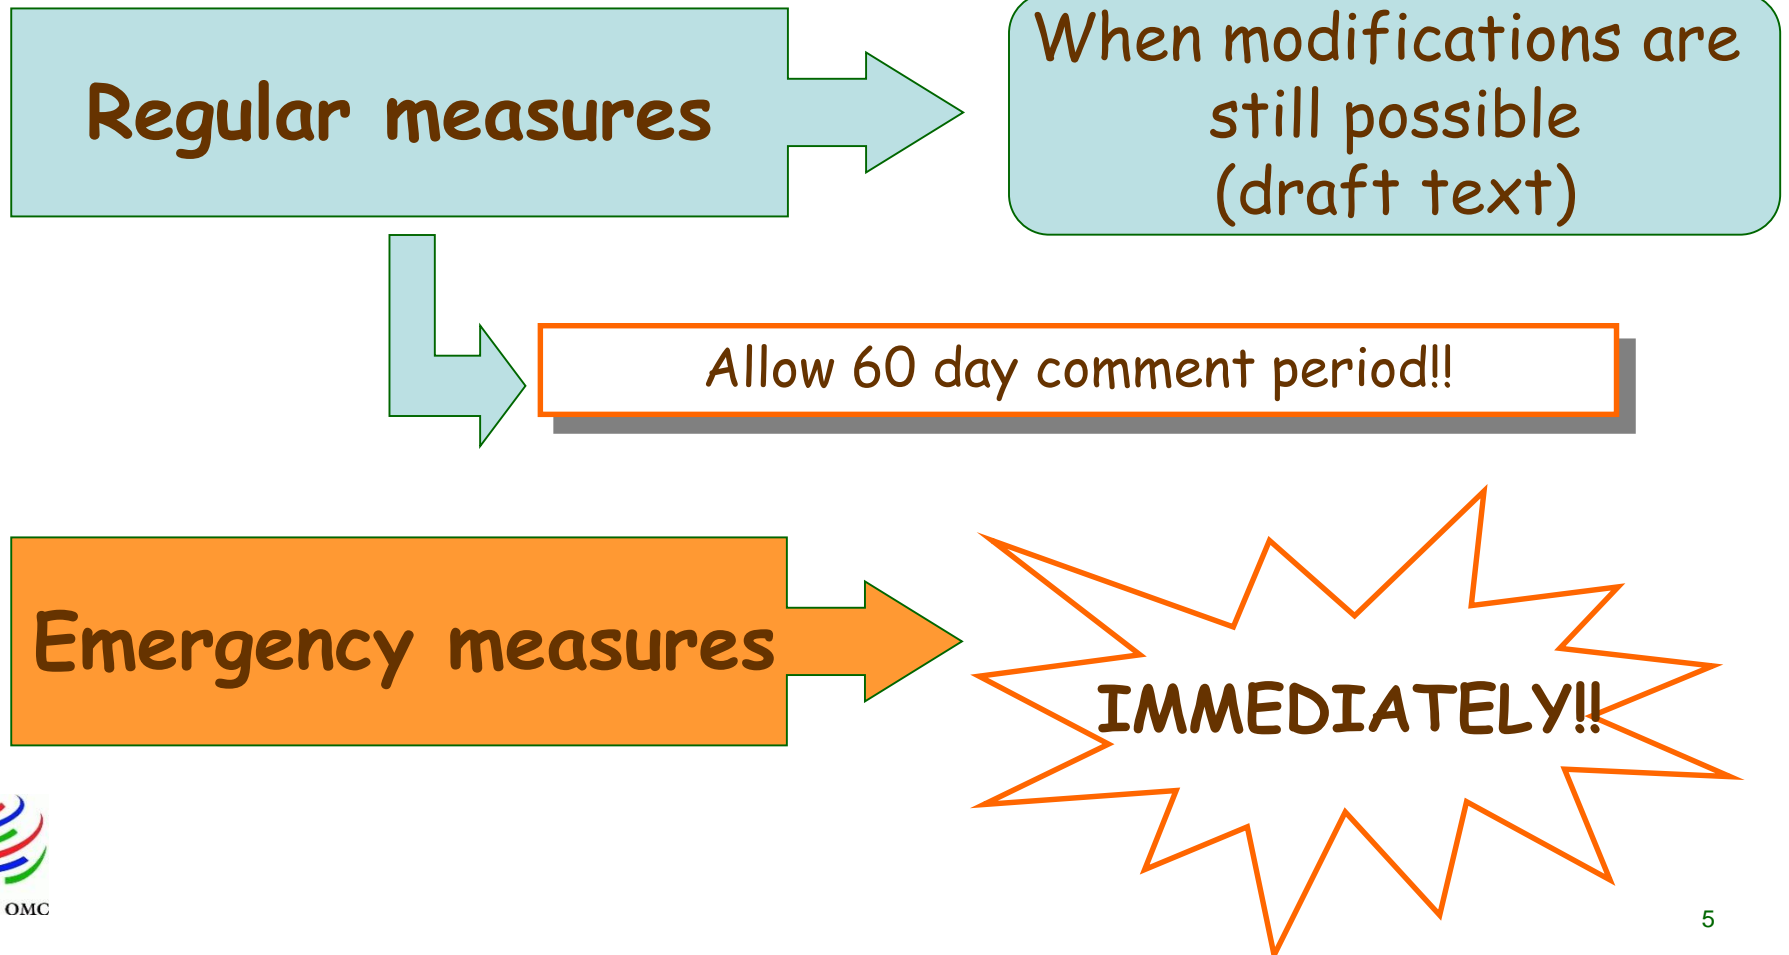 Regular measures
When modifications are
still possible
(draft text)
Allow 60 day comment period!!
Emergency measures
IMMEDIATELY!!
OMC
5